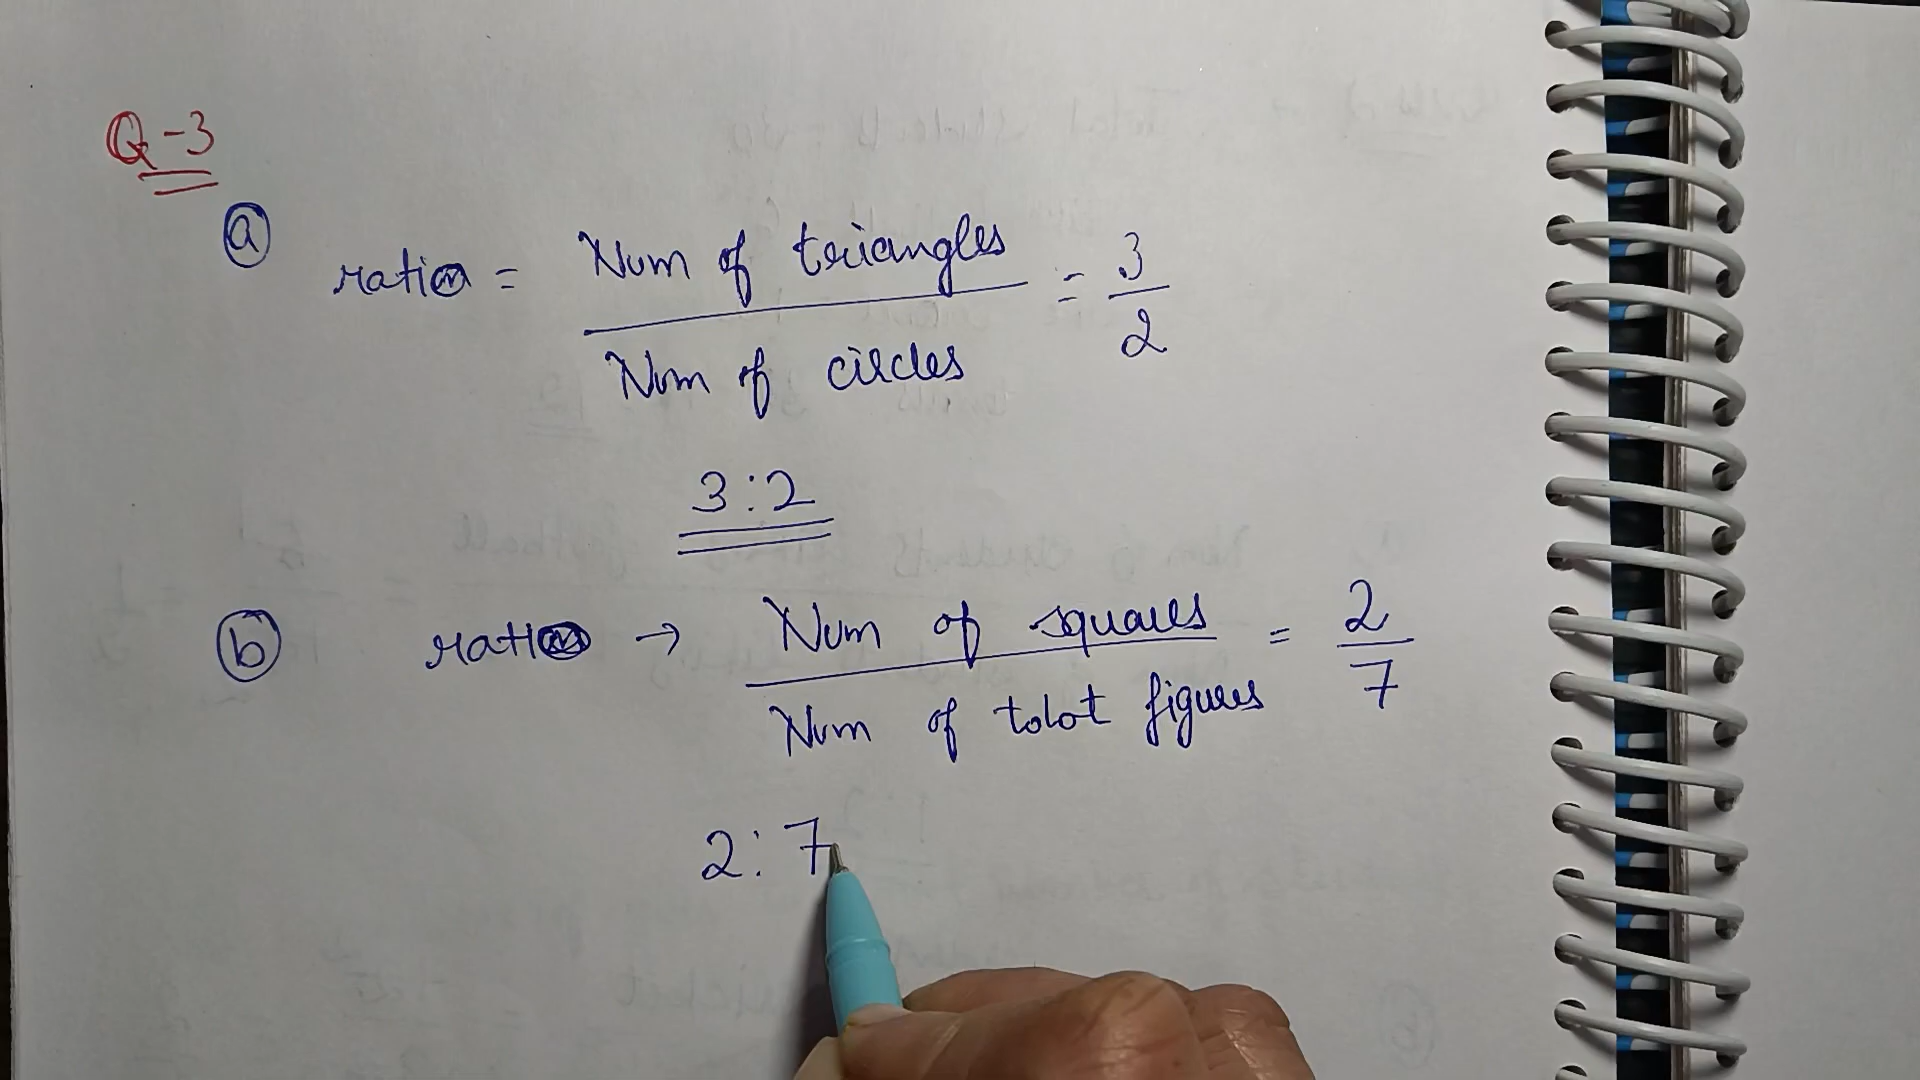 Q-3
a
ratio = Num of triangles / Num of circles = 3/2
3:2
b
ratio → Num of squares / Num of totat figures = 2/7
2:7